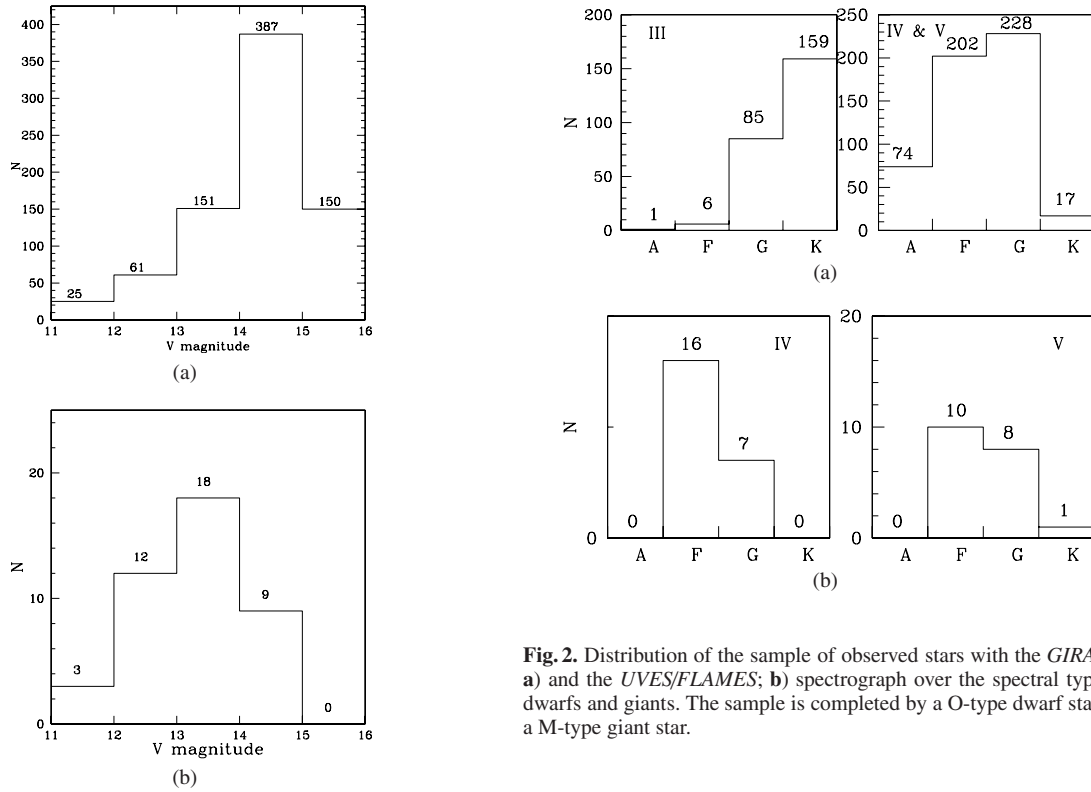 400
350
300
250
200
150
100
50
0
N
387
151
150
61
25
11 12 13 14 15 16
V magnitude
(a)
20
10
0
N
18
12
9
3
0
11 12 13 14 15 16
V magnitude
(b)
200
150
100
50
0
N
III
159
85
6
1
A F G K
250
200
150
100
50
0
IV & V
228
202
74
17
A F G K
(a)
0
N
IV
16
7
0 0
A F G K
20
10
0
V
10
8
1
0
A F G K
(b)
Fig. 2. Distribution of the sample of observed stars with the GIRA
a) and the UVES/FLAMES; b) spectrograph over the spectral typ
dwarfs and giants. The sample is completed by a O-type dwarf sta
a M-type giant star.